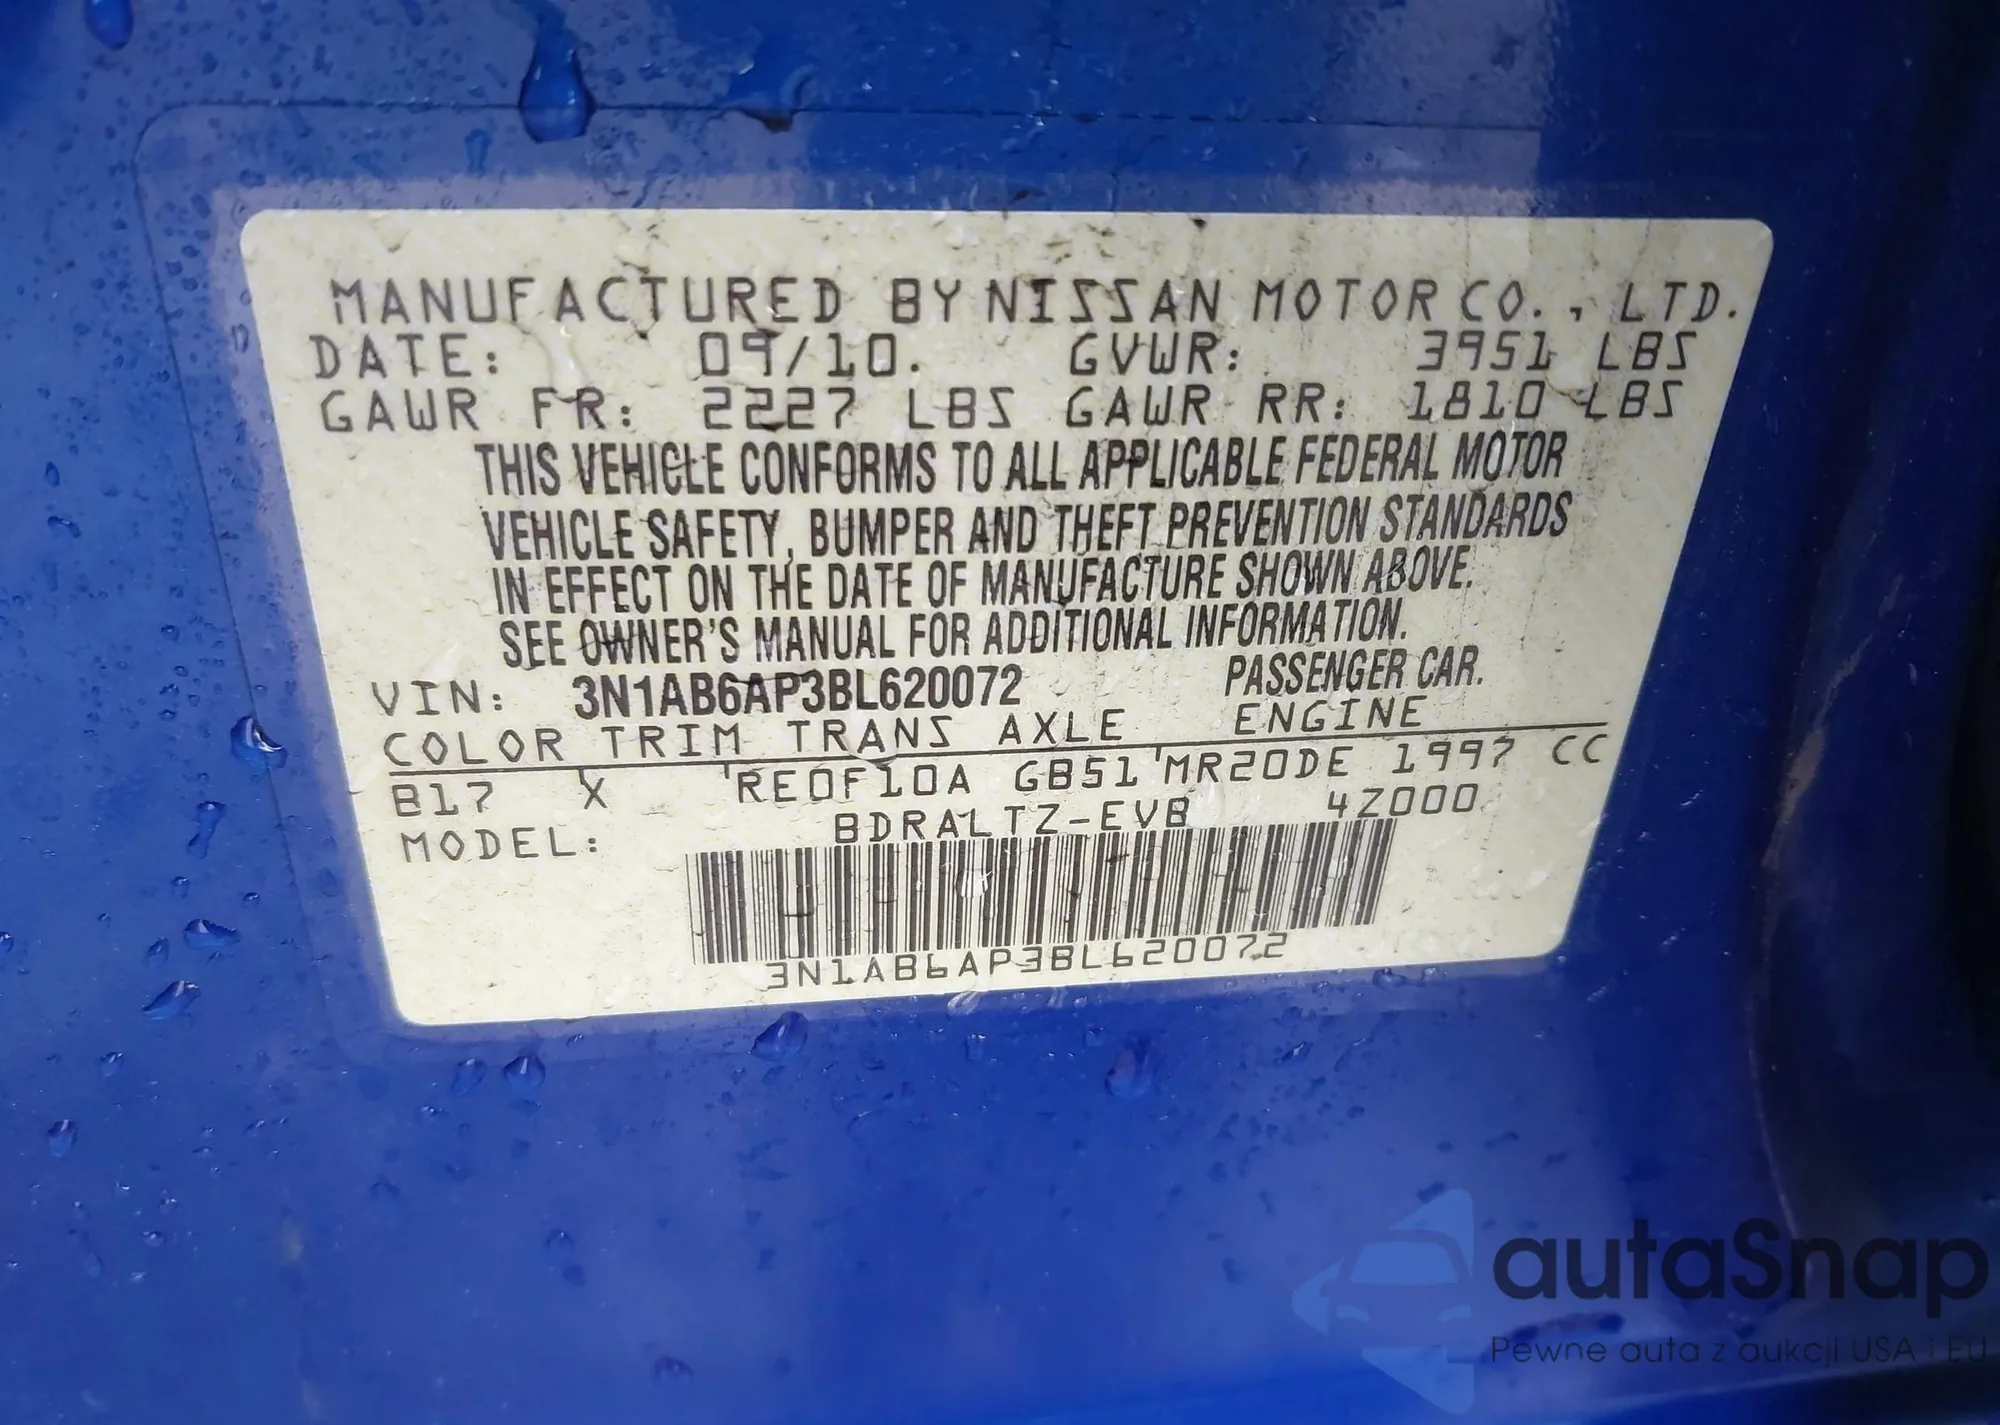 MANUFACTURED BY NISSAN MOTOR CO., LTD.
DATE: 09/10. GVWR: 3951 LBS
GAWR FR: 2227 LBS GAWR RR: 1810 LBS
THIS VEHICLE CONFORMS TO ALL APPLICABLE FEDERAL MOTOR
VEHICLE SAFETY, BUMPER AND THEFT PREVENTION STANDARDS
IN EFFECT ON THE DATE OF MANUFACTURE SHOWN ABOVE.
SEE OWNER'S MANUAL FOR ADDITIONAL INFORMATION.
VIN: 3N1AB6AP3BL620072 PASSENGER CAR.
COLOR TRIM TRANS AXLE ENGINE
B17 X RE0F10A GB51 MR20DE 1997 CC
MODEL: BDRALTZ-EVB 4Z000
3N1AB6AP3BL620072
autaSnap
Pewne auta z aukcji USA i EU